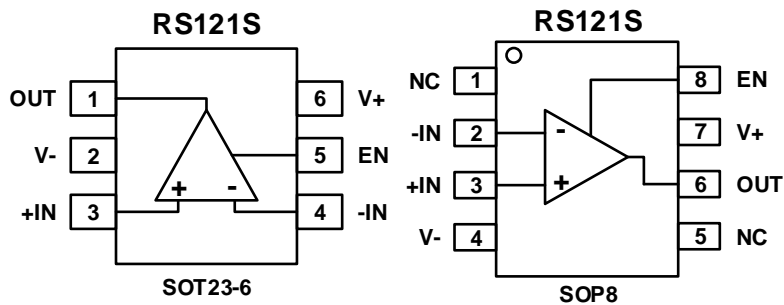 RS121S
OUT 1 6 V+
V- 2 5 EN
+IN 3 + - 4 -IN
SOT23-6
RS121S
NC 1 8 EN
-IN 2 - 7 V+
+IN 3 + 6 OUT
V- 4 5 NC
SOP8